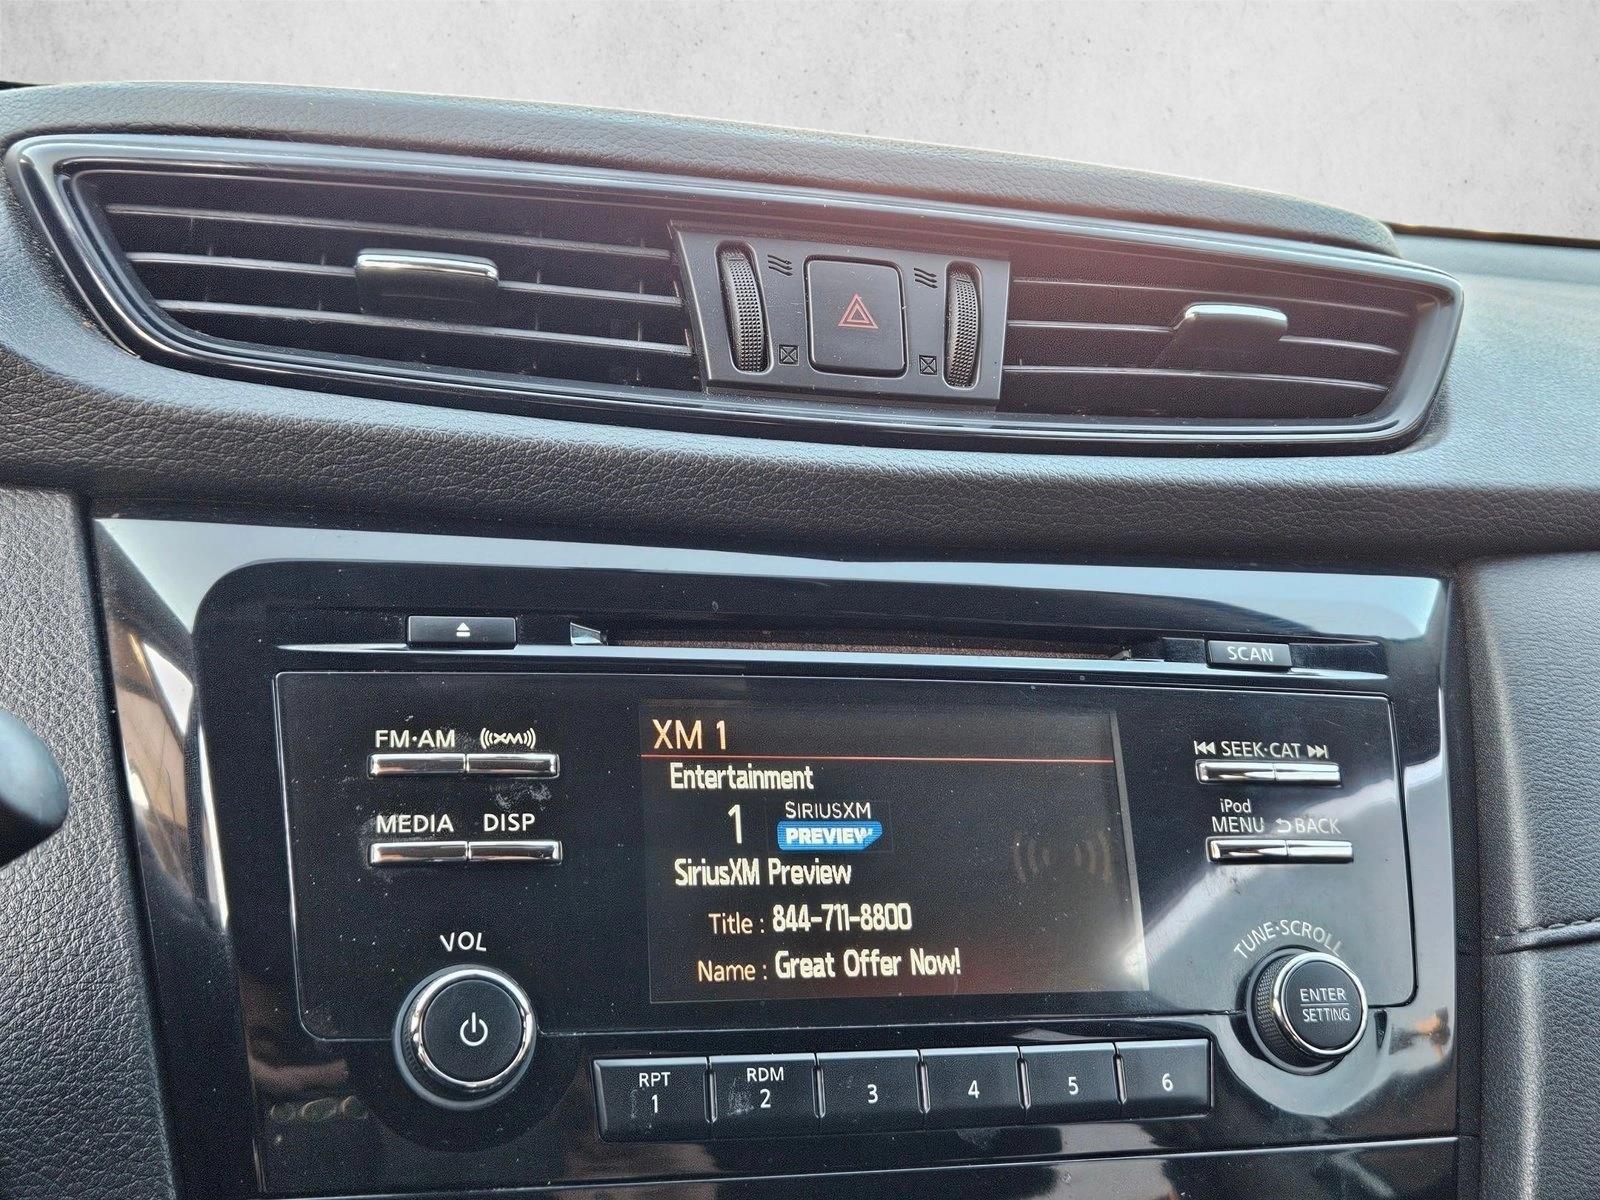 SCAN
FM·AM
XM
MEDIA
DISP
VOL
XM 1
Entertainment
1
SIRIUSXM
PREVIEW
SiriusXM Preview
Title : 844-711-8800
Name : Great Offer Now!
SEEK·CAT
iPod
MENU
BACK
TUNE·SCROLL
ENTER
SETTING
RPT
1
RDM
2
3
4
5
6